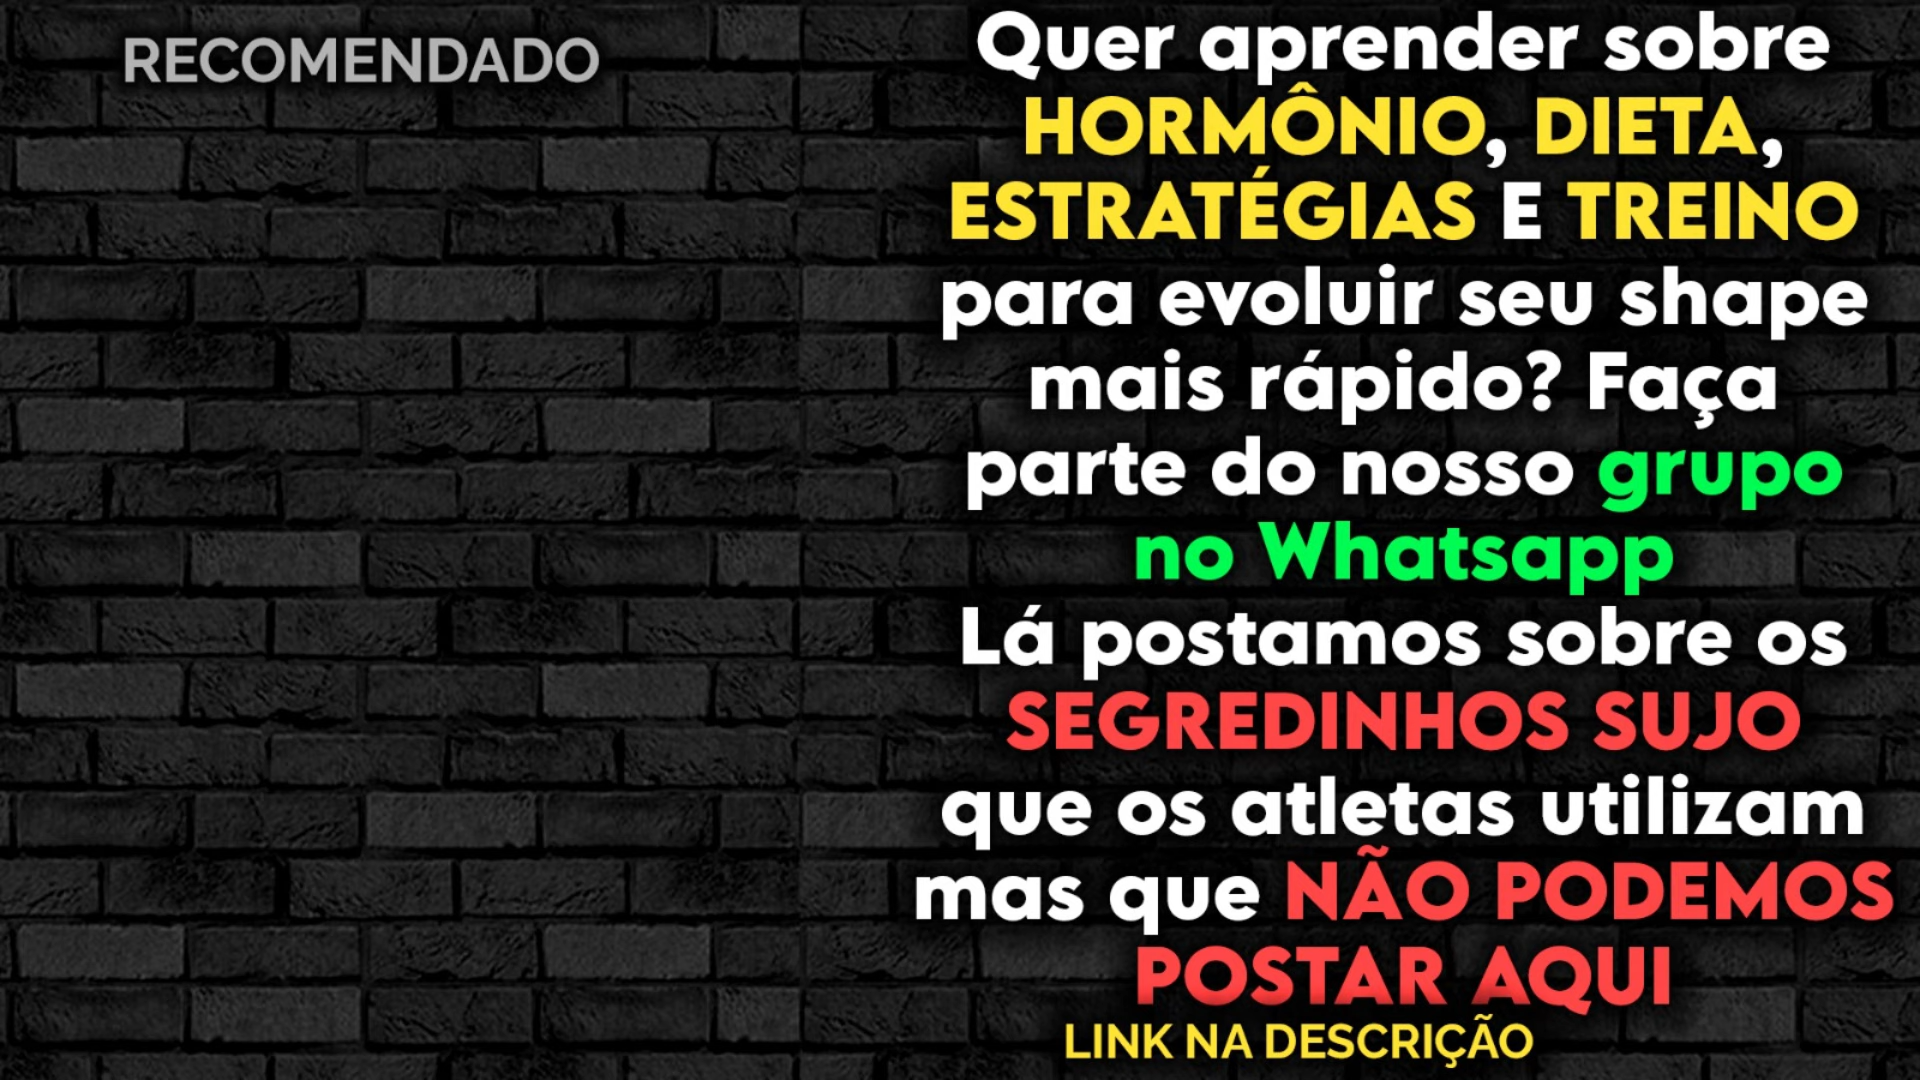 RECOMENDADO
Quer aprender sobre
HORMÔNIO, DIETA,
ESTRATÉGIAS E TREINO
para evoluir seu shape
mais rápido? Faça
parte do nosso grupo
no Whatsapp
Lá postamos sobre os
SEGREDINHOS SUJO
que os atletas utilizam
mas que NÃO PODEMOS
POSTAR AQUI
LINK NA DESCRIÇÃO